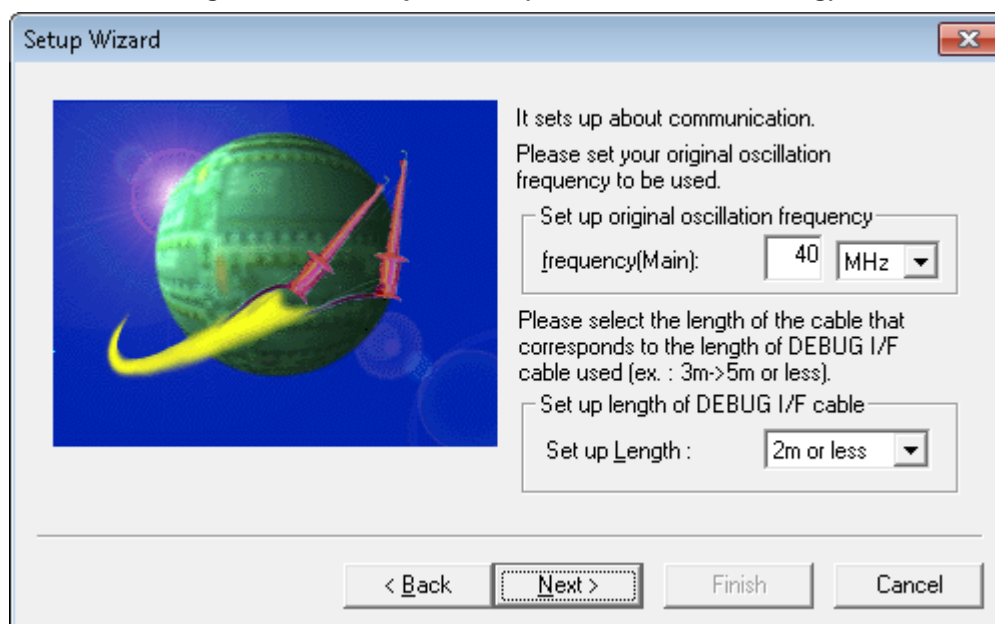 Setup Wizard
It sets up about communication.
Please set your original oscillation
frequency to be used.
Set up original oscillation frequency
frequency(Main): 40 MHz
Please select the length of the cable that
corresponds to the length of DEBUG I/F
cable used (ex. : 3m->5m or less).
Set up length of DEBUG I/F cable
Set up Length : 2m or less
< Back Next > Finish Cancel